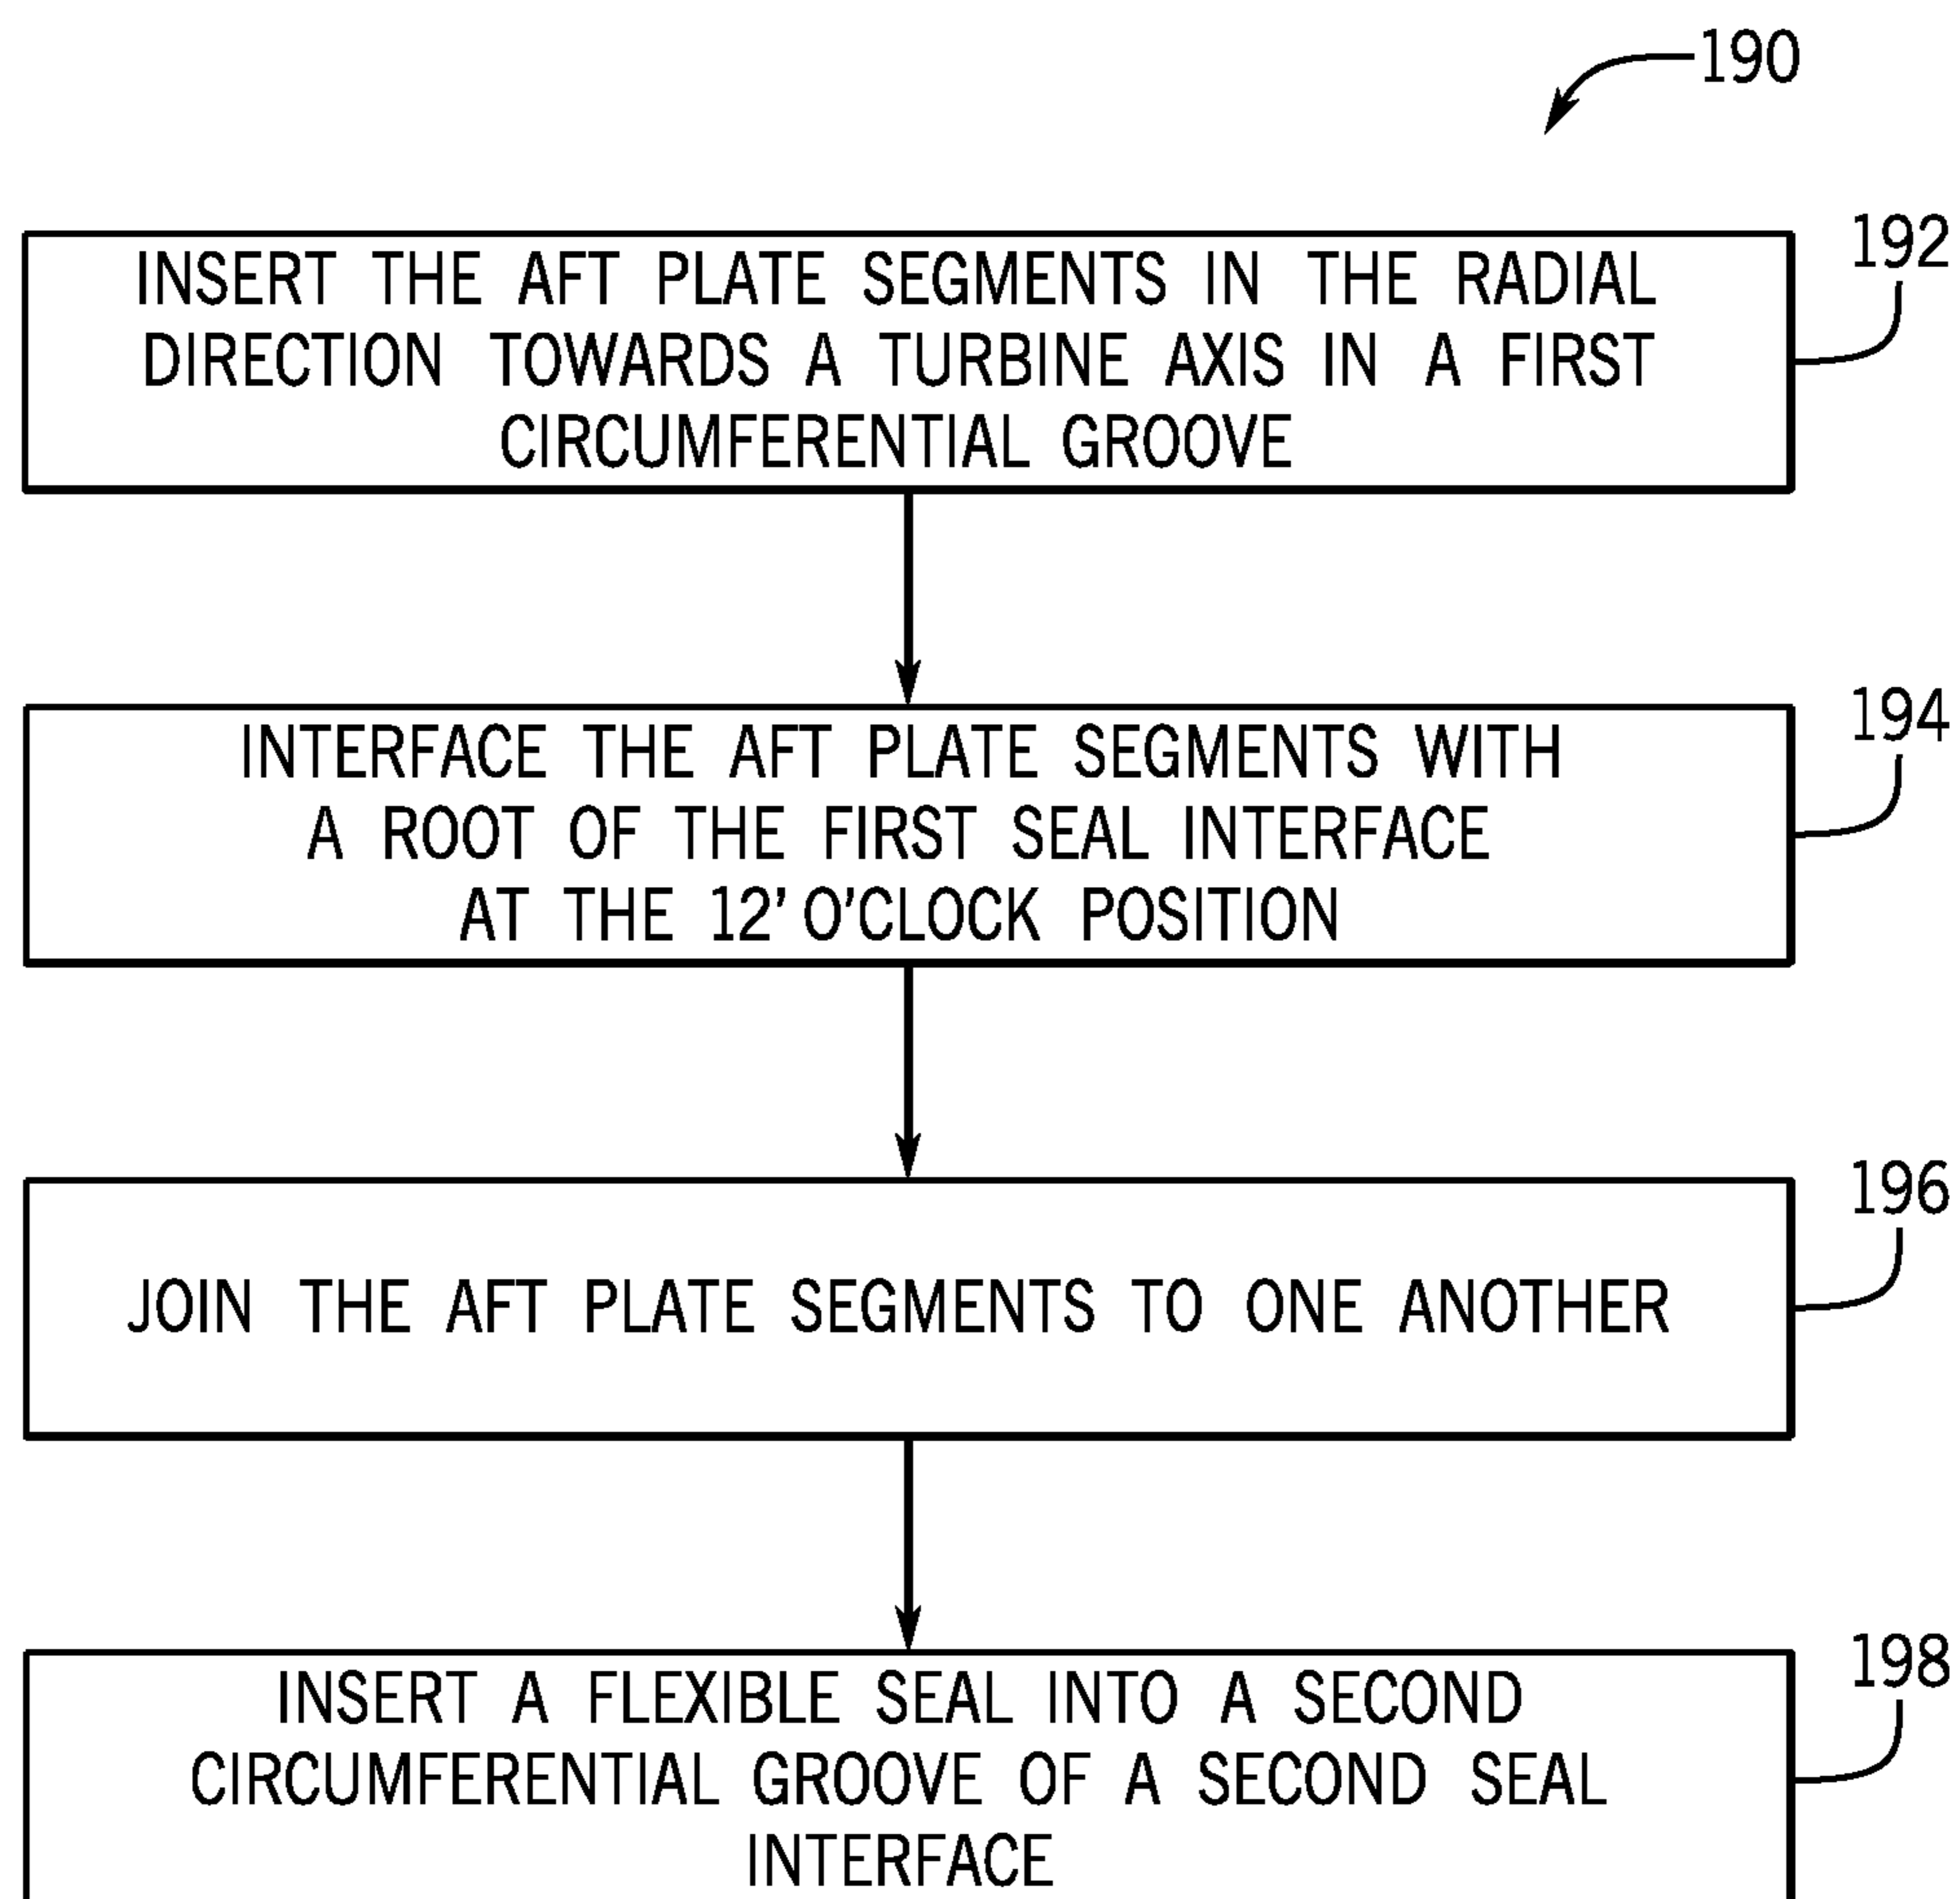 190
192
INSERT THE AFT PLATE SEGMENTS IN THE RADIAL
DIRECTION TOWARDS A TURBINE AXIS IN A FIRST
CIRCUMFERENTIAL GROOVE
194
INTERFACE THE AFT PLATE SEGMENTS WITH
A ROOT OF THE FIRST SEAL INTERFACE
AT THE 12' O'CLOCK POSITION
196
JOIN THE AFT PLATE SEGMENTS TO ONE ANOTHER
198
INSERT A FLEXIBLE SEAL INTO A SECOND
CIRCUMFERENTIAL GROOVE OF A SECOND SEAL
INTERFACE